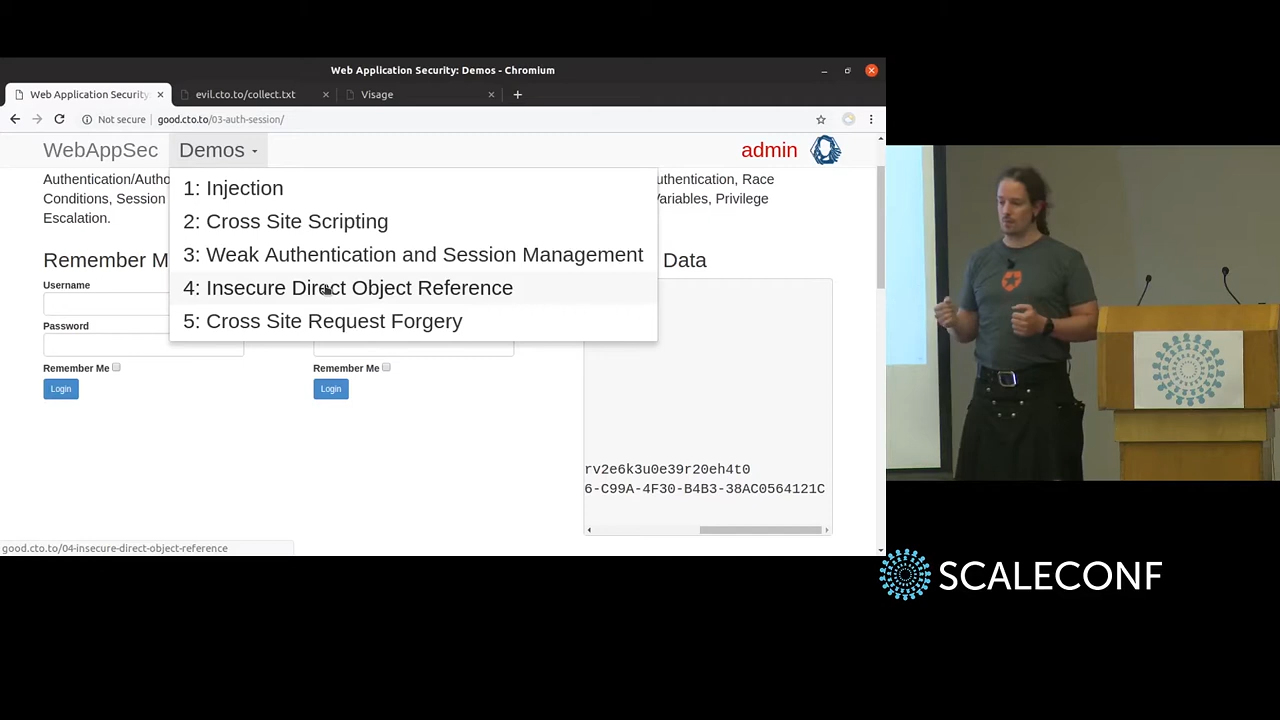 Web Application Security: Demos - Chromium
Web Application Security
evil.cto.to/collect.txt
Visage
Not secure
good.cto.to/03-auth-session/
WebAppSec
Demos
admin
Authentication/Autho
uthentication, Race
Conditions, Session
Variables, Privilege
Escalation.
1: Injection
2: Cross Site Scripting
3: Weak Authentication and Session Management
4: Insecure Direct Object Reference
5: Cross Site Request Forgery
Remember M
Data
Username
Password
Remember Me
Remember Me
Login
Login
rv2e6k3u0e39r20eh4t0
6-C99A-4F30-B4B3-38AC0564121C
good.cto.to/04-insecure-direct-object-reference
SCALECONF